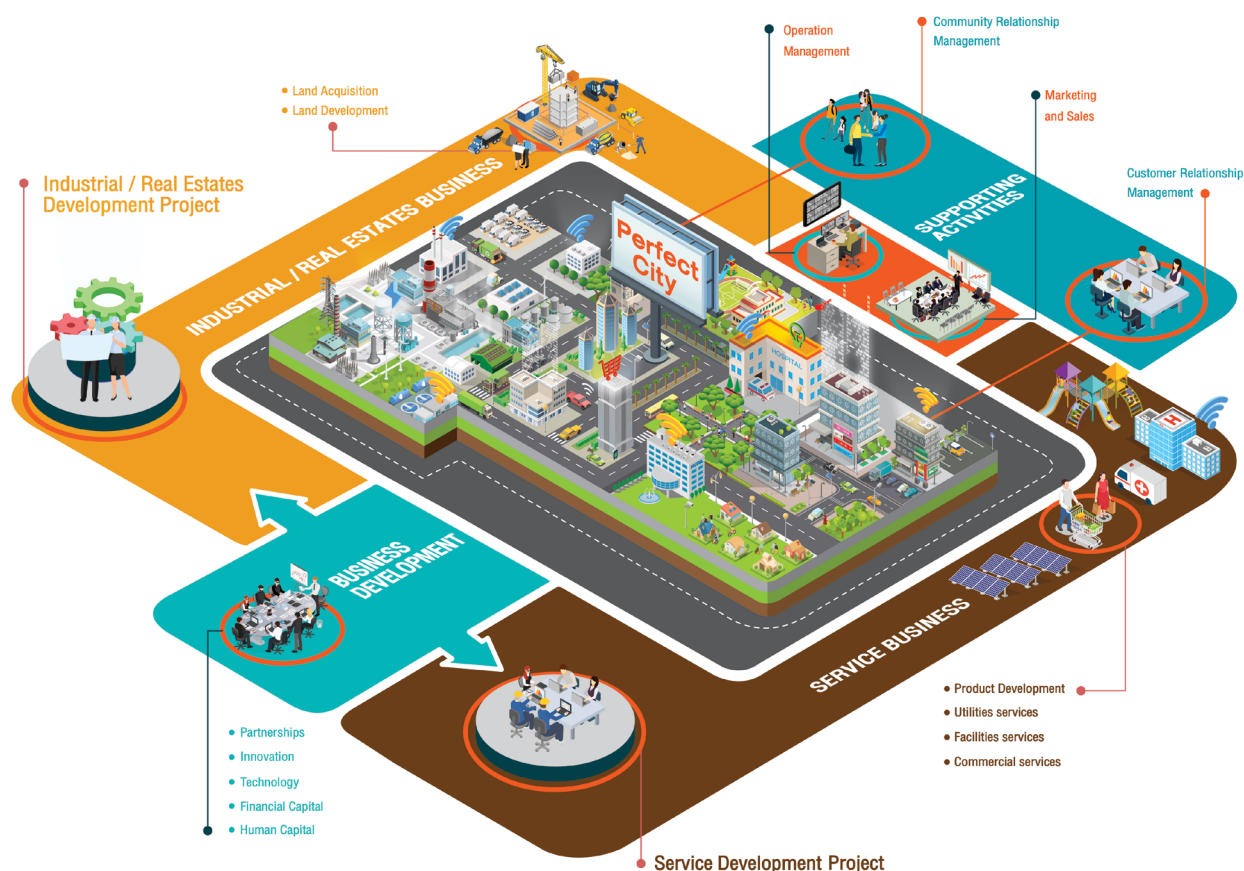 Community Relationship
Management
Operation
Management
Land Acquisition
Land Development
Marketing
and Sales
Industrial / Real Estates
Development Project
Customer Relationship
Management
SUPPORTING
ACTIVITIES
INDUSTRIAL / REAL ESTATES BUSINESS
Perfect
City
HOSPITAL
H
BUSINESS
DEVELOPMENT
SERVICE BUSINESS
Product Development
Utilities services
Facilities services
Commercial services
Partnerships
Innovation
Technology
Financial Capital
Human Capital
Service Development Project